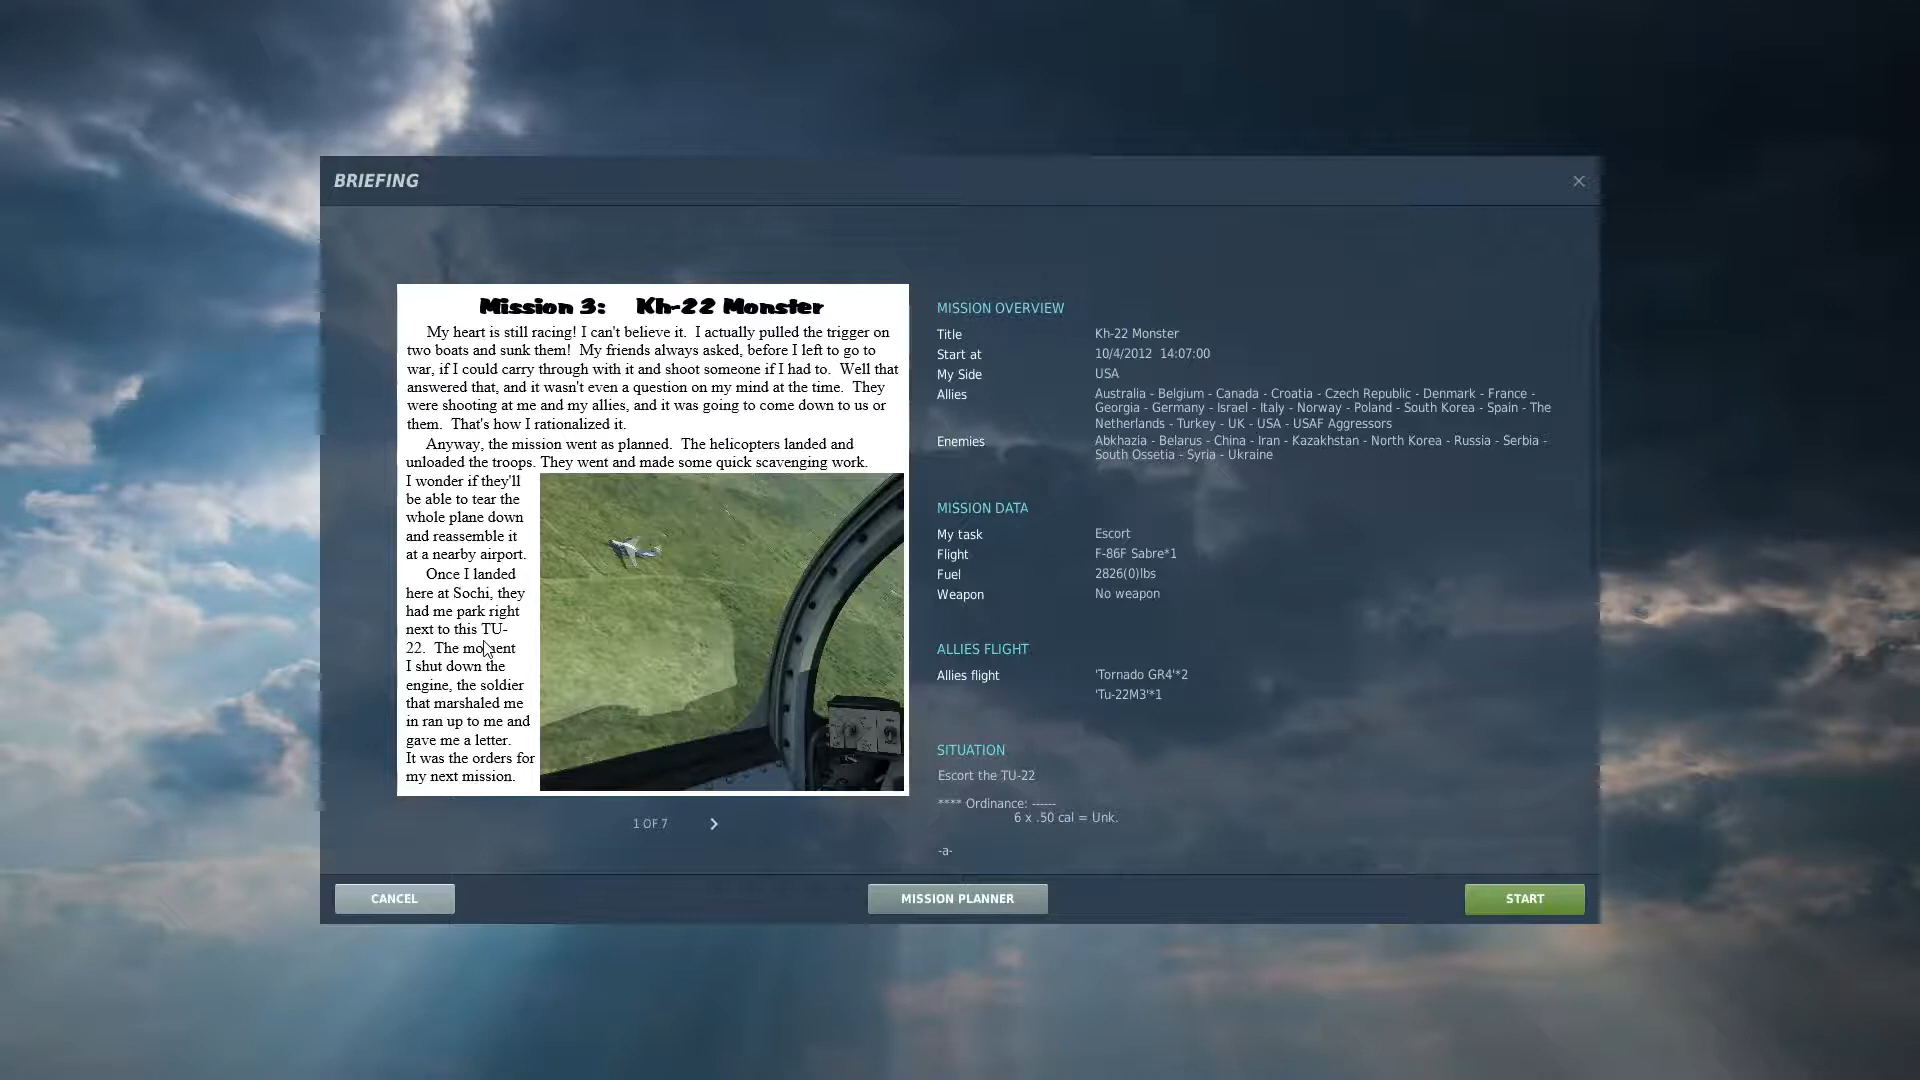 BRIEFING
Mission 3: Kh-22 Monster
My heart is still racing! I can't believe it. I actually pulled the trigger on
two boats and sunk them! My friends always asked, before I left to go to
war, if I could carry through with it and shoot someone if I had to. Well that
answered that, and it wasn't even a question on my mind at the time. They
were shooting at me and my allies, and it was going to come down to us or
them. That's how I rationalized it.
Anyway, the mission went as planned. The helicopters landed and
unloaded the troops. They went and made some quick scavenging work.
I wonder if they'll
be able to tear the
whole plane down
and reassemble it
at a nearby airport.
Once I landed
here at Sochi, they
had me park right
next to this TU-
22. The moment
I shut down the
engine, the soldier
that marshaled me
in ran up to me and
gave me a letter.
It was the orders for
my next mission.
1 OF 7
MISSION OVERVIEW
Title Kh-22 Monster
Start at 10/4/2012 14:07:00
My Side USA
Allies Australia - Belgium - Canada - Croatia - Czech Republic - Denmark - France -
Georgia - Germany - Israel - Italy - Norway - Poland - South Korea - Spain - The
Netherlands - Turkey - UK - USA - USAF Aggressors
Enemies Abkhazia - Belarus - China - Iran - Kazakhstan - North Korea - Russia - Serbia -
South Ossetia - Syria - Ukraine
MISSION DATA
My task Escort
Flight F-86F Sabre*1
Fuel 2826(0)lbs
Weapon No weapon
ALLIES FLIGHT
Allies flight 'Tornado GR4'*2
'Tu-22M3'*1
SITUATION
Escort the TU-22
**** Ordinance: ------
6 x .50 cal = Unk.
-a-
CANCEL
MISSION PLANNER
START